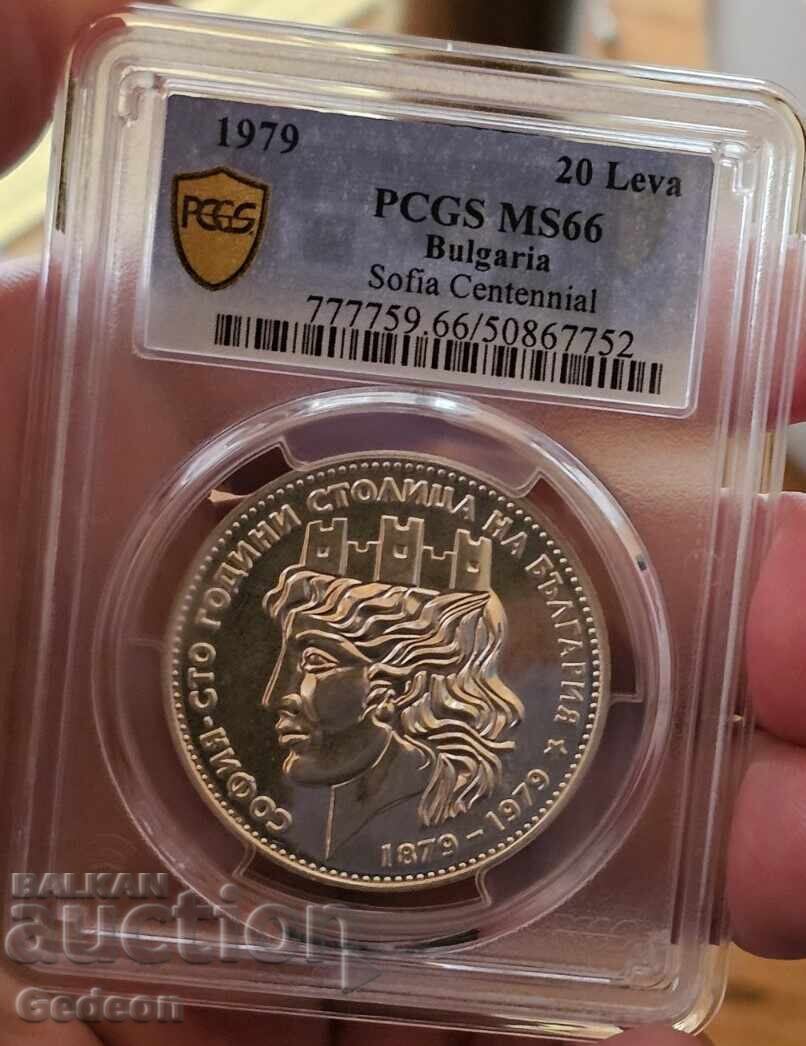 1979
20 Leva
PCGS
PCGS MS66
Bulgaria
Sofia Centennial
777759.66/50867752
СОФИЯ·СТО ГОДИНИ СТОЛИЦА НА БЪЛГАРИЯ
1879-1979
BALKAN
auction
Gedeon